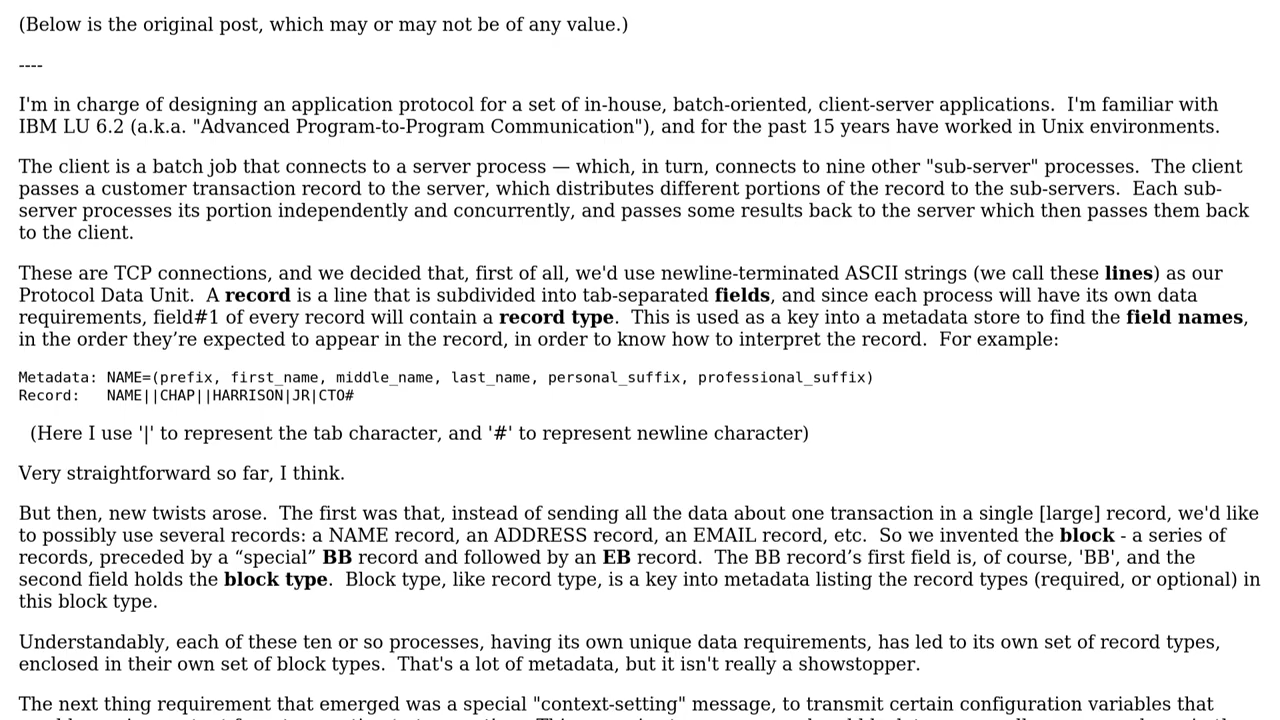 (Below is the original post, which may or may not be of any value.)
----
I'm in charge of designing an application protocol for a set of in-house, batch-oriented, client-server applications.  I'm familiar with
IBM LU 6.2 (a.k.a. "Advanced Program-to-Program Communication"), and for the past 15 years have worked in Unix environments.
The client is a batch job that connects to a server process — which, in turn, connects to nine other "sub-server" processes.  The client
passes a customer transaction record to the server, which distributes different portions of the record to the sub-servers.  Each sub-
server processes its portion independently and concurrently, and passes some results back to the server which then passes them back
to the client.
These are TCP connections, and we decided that, first of all, we'd use newline-terminated ASCII strings (we call these lines) as our
Protocol Data Unit.  A record is a line that is subdivided into tab-separated fields, and since each process will have its own data
requirements, field#1 of every record will contain a record type.  This is used as a key into a metadata store to find the field names,
in the order they’re expected to appear in the record, in order to know how to interpret the record.  For example:
Metadata: NAME=(prefix, first_name, middle_name, last_name, personal_suffix, professional_suffix)
Record:   NAME||CHAP||HARRISON|JR|CTO#
(Here I use '|' to represent the tab character, and '#' to represent newline character)
Very straightforward so far, I think.
But then, new twists arose.  The first was that, instead of sending all the data about one transaction in a single [large] record, we'd like
to possibly use several records: a NAME record, an ADDRESS record, an EMAIL record, etc.  So we invented the block - a series of
records, preceded by a “special” BB record and followed by an EB record.  The BB record’s first field is, of course, 'BB', and the
second field holds the block type.  Block type, like record type, is a key into metadata listing the record types (required, or optional) in
this block type.
Understandably, each of these ten or so processes, having its own unique data requirements, has led to its own set of record types,
enclosed in their own set of block types.  That's a lot of metadata, but it isn't really a showstopper.
The next thing requirement that emerged was a special "context-setting" message, to transmit certain configuration variables that